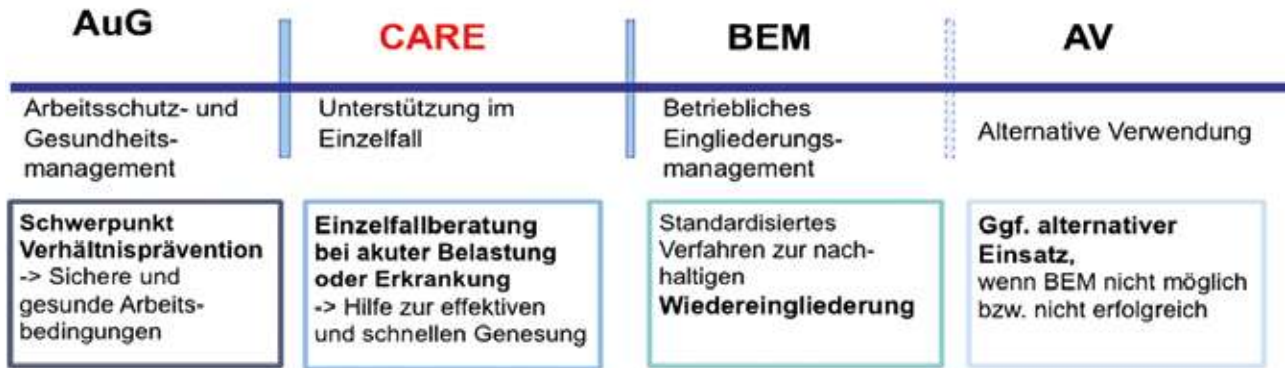 AuG
CARE
BEM
AV
Arbeitsschutz- und
Gesundheits-
management
Unterstützung im
Einzelfall
Betriebliches
Eingliederungs-
management
Alternative Verwendung
Schwerpunkt
Verhältnisprävention
-> Sichere und
gesunde Arbeits-
bedingungen
Einzelfallberatung
bei akuter Belastung
oder Erkrankung
-> Hilfe zur effektiven
und schnellen Genesung
Standardisiertes
Verfahren zur nach-
haltigen
Wiedereingliederung
Ggf. alternativer
Einsatz,
wenn BEM nicht möglich
bzw. nicht erfolgreich